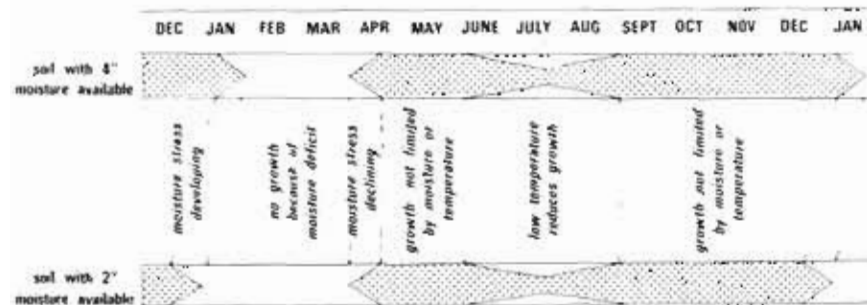 DEC JAN FEB MAR APR MAY JUNE JULY AUG SEPT OCT NOV DEC JAN
soil with 4"
moisture available
moisture stress
developing
no growth
because of
moisture deficit
moisture stress
declining
growth not limited
by moisture or
temperature
low temperature
reduces growth
growth not limited
by moisture or
temperature
soil with 2"
moisture available